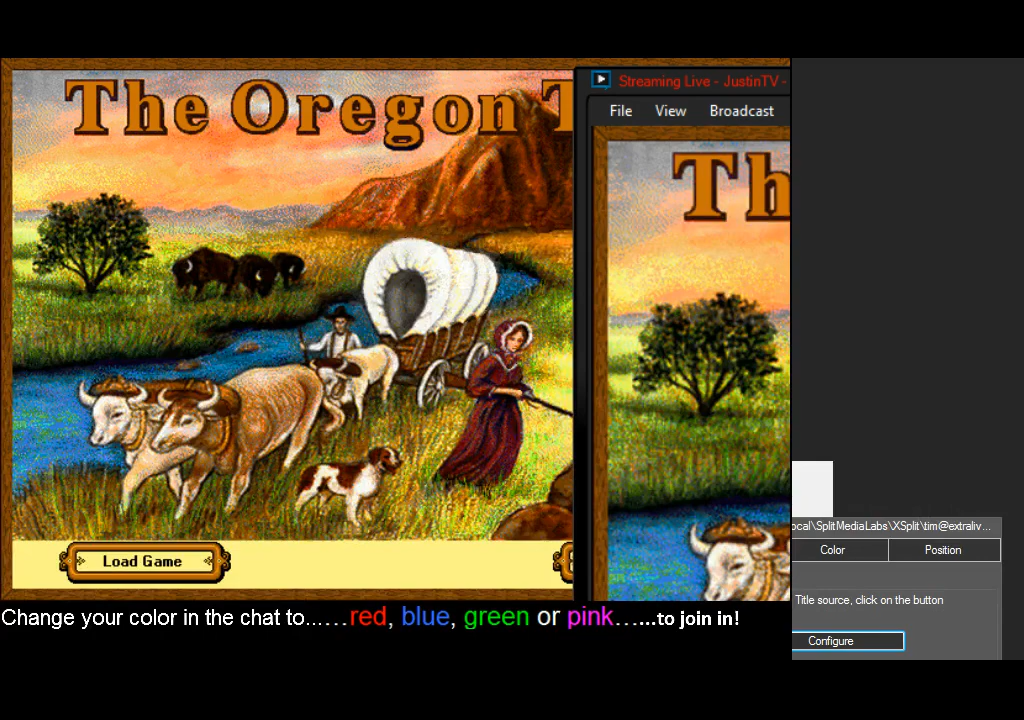 The Oregon T
Streaming Live - JustinTV -
File View Broadcast
Th
Load Game
ocal\SplitMediaLabs\XSplit\tim@extraliv...
Color Position
Title source, click on the button
Configure
Change your color in the chat to......red, blue, green or pink......to join in!